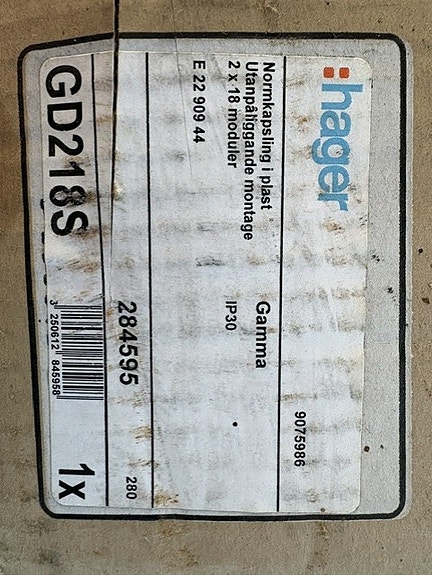 :hager
9075986
Normkapsling i plast
Utanpåliggande montage
2 x 18 moduler
Gamma
IP30
E 22 909 44
284595
280
GD218S
3 250612 845958
1x